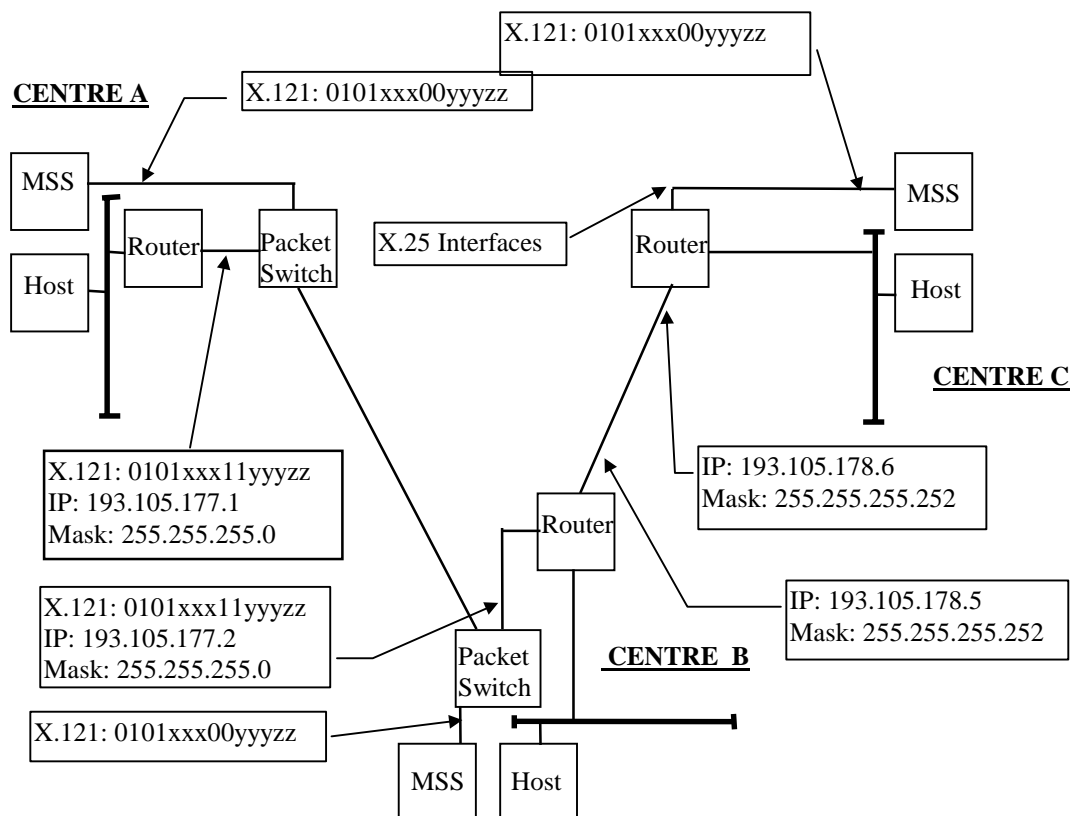 X.121: 0101xxx00yyyzz
CENTRE A
X.121: 0101xxx00yyyzz
MSS
MSS
Router
Packet
Switch
X.25 Interfaces
Router
Host
Host
CENTRE C
X.121: 0101xxx11yyyzz
IP: 193.105.177.1
Mask: 255.255.255.0
IP: 193.105.178.6
Mask: 255.255.255.252
Router
X.121: 0101xxx11yyyzz
IP: 193.105.177.2
Mask: 255.255.255.0
IP: 193.105.178.5
Mask: 255.255.255.252
Packet
Switch
CENTRE B
X.121: 0101xxx00yyyzz
MSS
Host